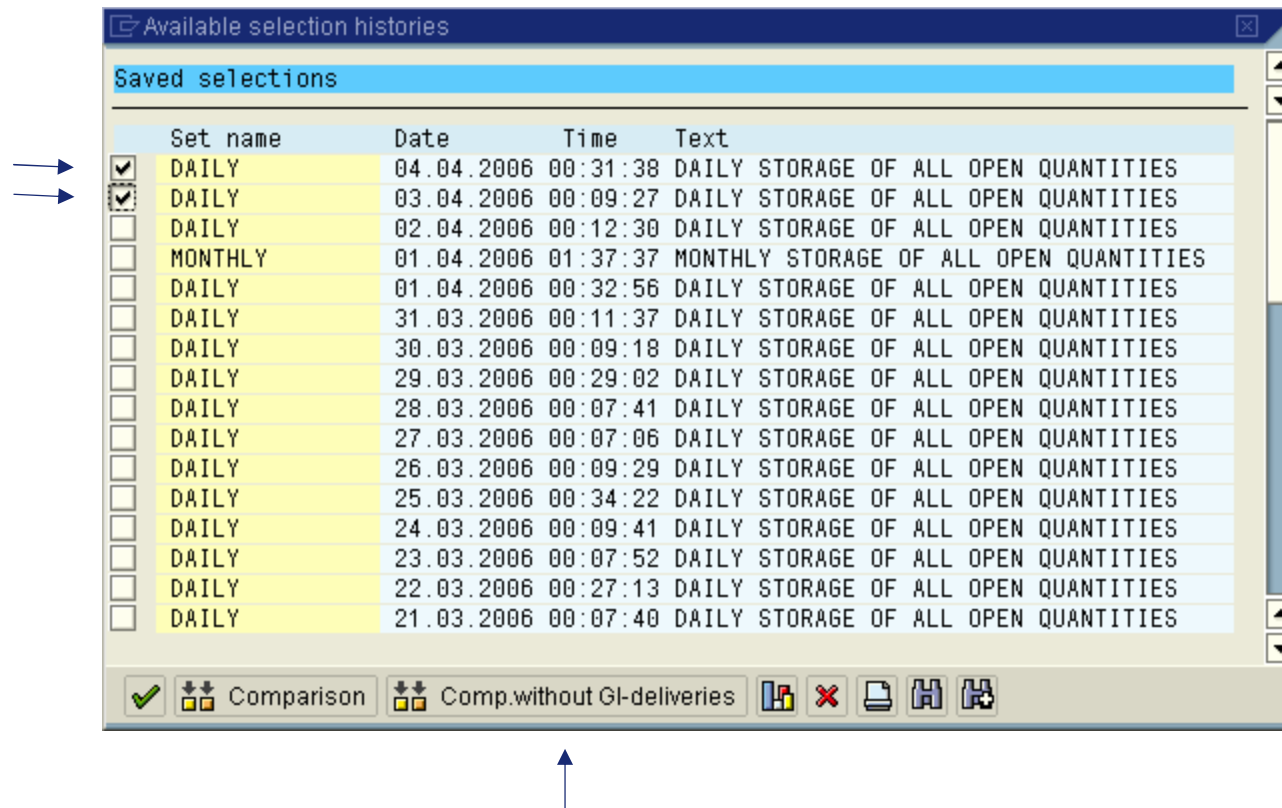 Available selection histories
Saved selections
Set name Date Time Text
DAILY 04.04.2006 00:31:38 DAILY STORAGE OF ALL OPEN QUANTITIES
DAILY 03.04.2006 00:09:27 DAILY STORAGE OF ALL OPEN QUANTITIES
DAILY 02.04.2006 00:12:30 DAILY STORAGE OF ALL OPEN QUANTITIES
MONTHLY 01.04.2006 01:37:37 MONTHLY STORAGE OF ALL OPEN QUANTITIES
DAILY 01.04.2006 00:32:56 DAILY STORAGE OF ALL OPEN QUANTITIES
DAILY 31.03.2006 00:11:37 DAILY STORAGE OF ALL OPEN QUANTITIES
DAILY 30.03.2006 00:09:18 DAILY STORAGE OF ALL OPEN QUANTITIES
DAILY 29.03.2006 00:29:02 DAILY STORAGE OF ALL OPEN QUANTITIES
DAILY 28.03.2006 00:07:41 DAILY STORAGE OF ALL OPEN QUANTITIES
DAILY 27.03.2006 00:07:06 DAILY STORAGE OF ALL OPEN QUANTITIES
DAILY 26.03.2006 00:09:29 DAILY STORAGE OF ALL OPEN QUANTITIES
DAILY 25.03.2006 00:34:22 DAILY STORAGE OF ALL OPEN QUANTITIES
DAILY 24.03.2006 00:09:41 DAILY STORAGE OF ALL OPEN QUANTITIES
DAILY 23.03.2006 00:07:52 DAILY STORAGE OF ALL OPEN QUANTITIES
DAILY 22.03.2006 00:27:13 DAILY STORAGE OF ALL OPEN QUANTITIES
DAILY 21.03.2006 00:07:40 DAILY STORAGE OF ALL OPEN QUANTITIES
Comparison Comp.without GI-deliveries